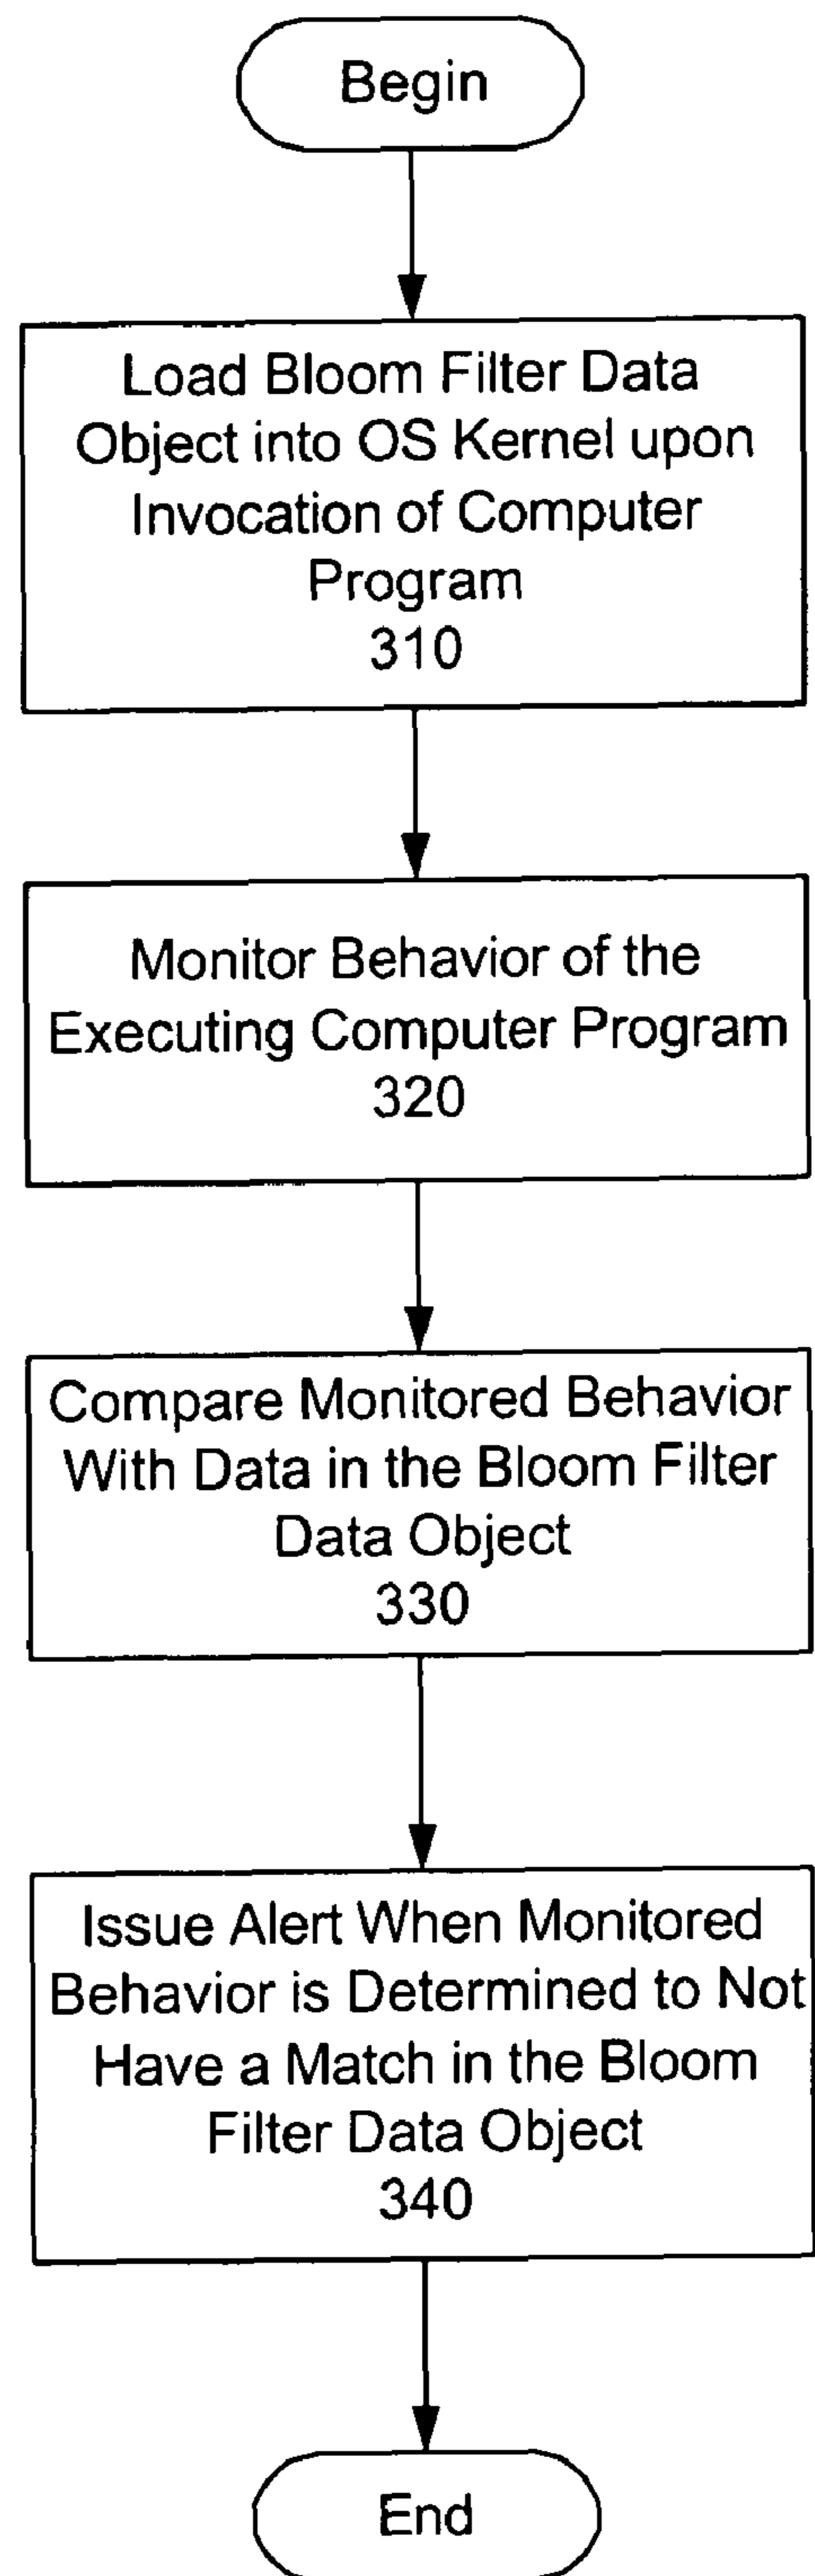 Begin
Load Bloom Filter Data
Object into OS Kernel upon
Invocation of Computer
Program
310
Monitor Behavior of the
Executing Computer Program
320
Compare Monitored Behavior
With Data in the Bloom Filter
Data Object
330
Issue Alert When Monitored
Behavior is Determined to Not
Have a Match in the Bloom
Filter Data Object
340
End